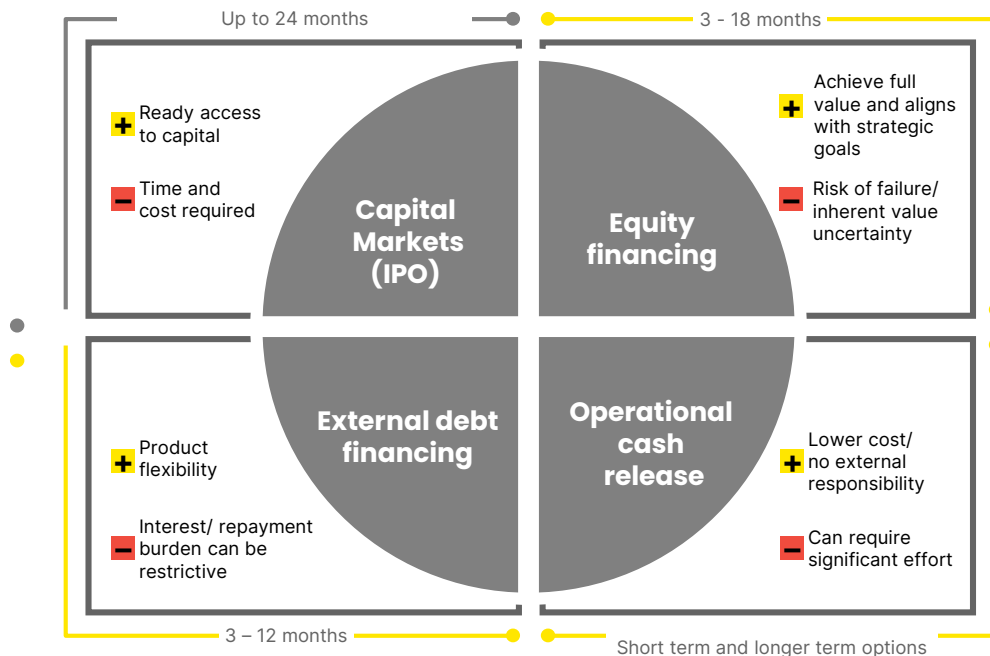 Up to 24 months
3 - 18 months
+ Ready access
to capital
− Time and
cost required
Capital
Markets
(IPO)
Equity
financing
+ Achieve full
value and aligns
with strategic
goals
− Risk of failure/
inherent value
uncertainty
+ Product
flexibility
− Interest/ repayment
burden can be
restrictive
External debt
financing
Operational
cash
release
+ Lower cost/
no external
responsibility
− Can require
significant effort
3 – 12 months
Short term and longer term options